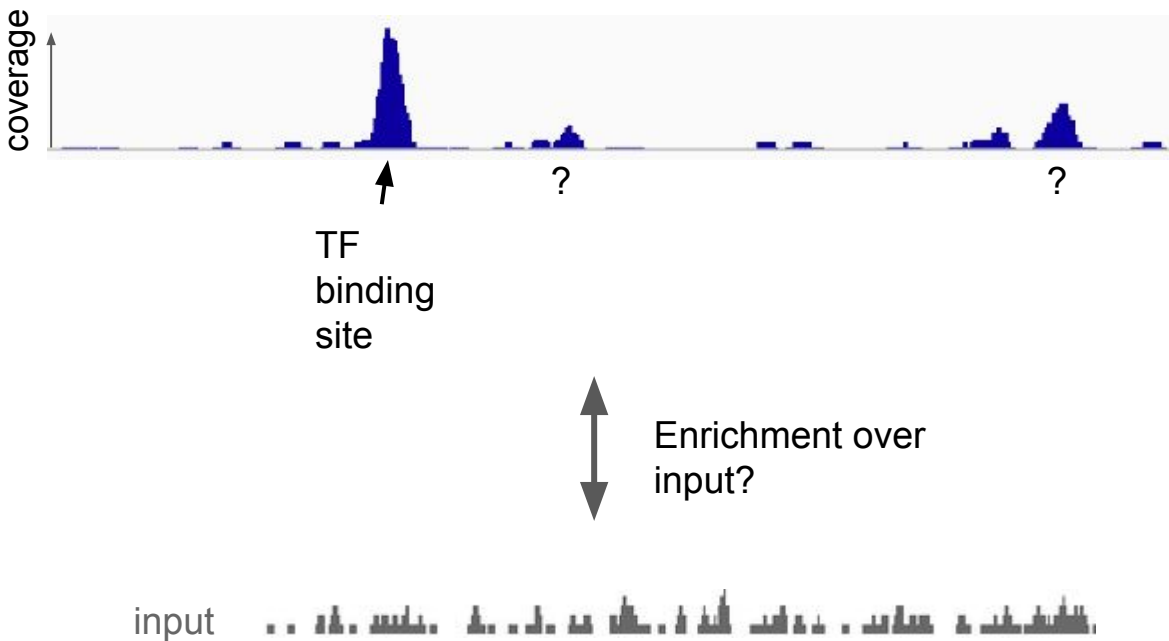 coverage
?
?
TF
binding
site
Enrichment over
input?
input